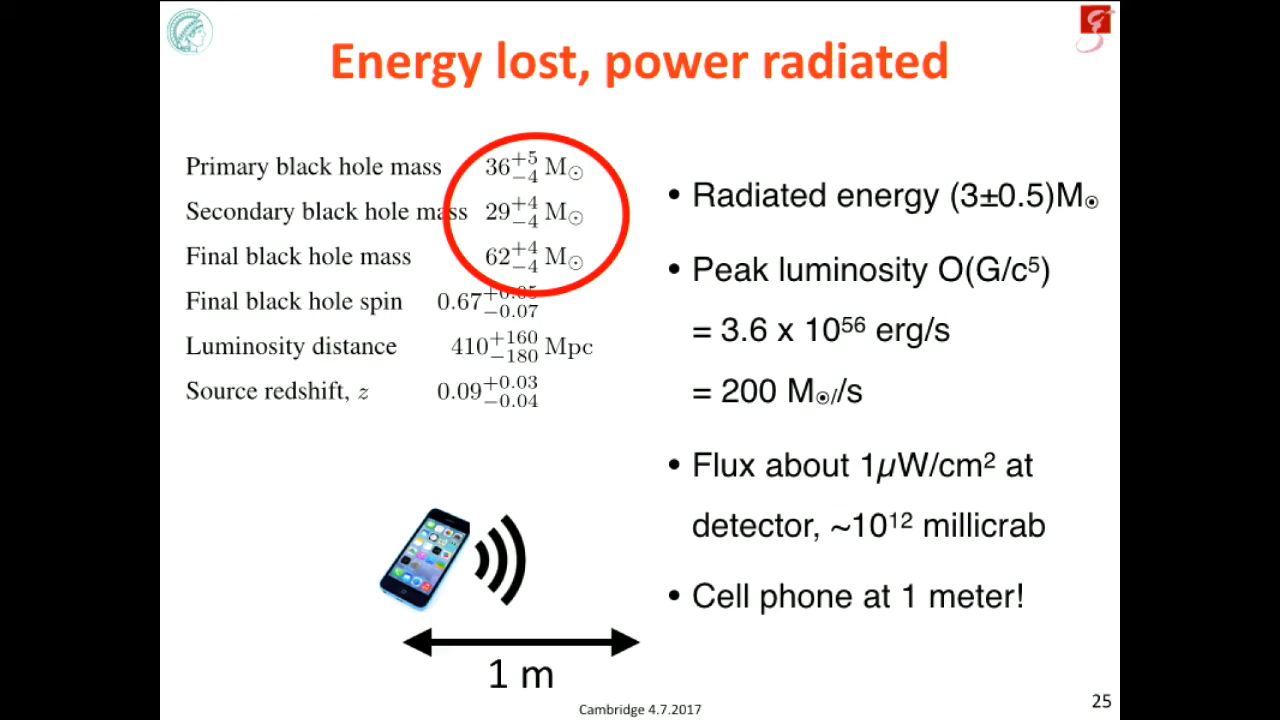 Energy lost, power radiated
Primary black hole mass 36+5−4 M⊙
Secondary black hole mass 29+4−4 M⊙
Final black hole mass 62+4−4 M⊙
Final black hole spin 0.67+0.05−0.07
Luminosity distance 410+160−180 Mpc
Source redshift, z 0.09+0.03−0.04
• Radiated energy (3±0.5)M⊙
• Peak luminosity O(G/c⁵)
= 3.6 x 10⁵⁶ erg/s
= 200 M⊙//s
• Flux about 1µW/cm² at
detector, ~10¹² millicrab
• Cell phone at 1 meter!
1 m
Cambridge 4.7.2017
25